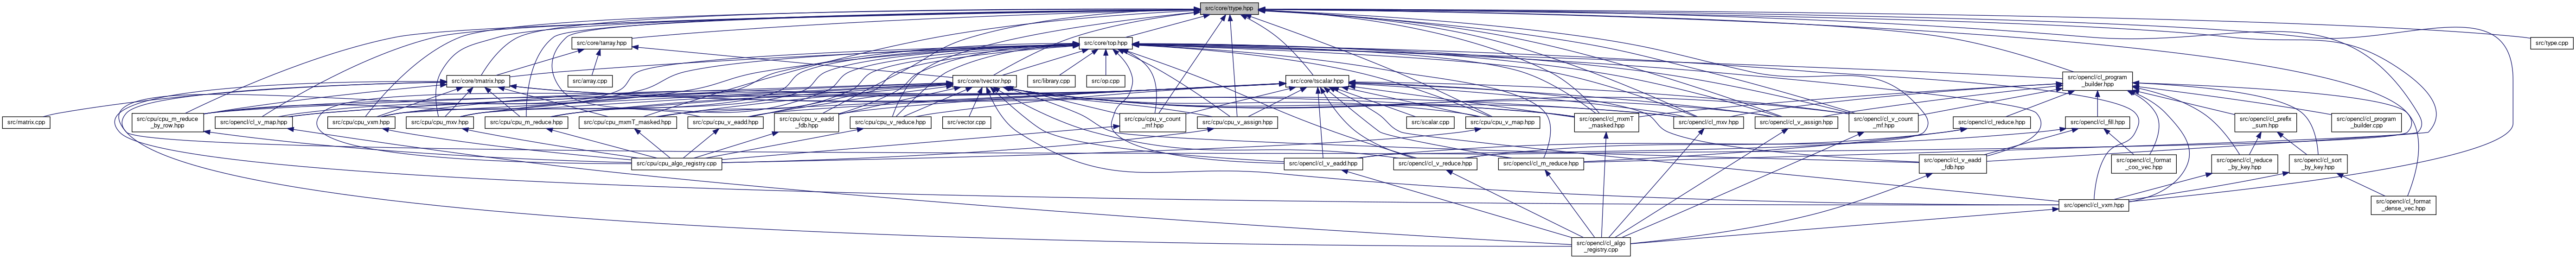 src/core/ttype.hpp
src/core/tarray.hpp
src/core/top.hpp
src/type.cpp
src/core/tmatrix.hpp
src/array.cpp
src/core/tvector.hpp
src/library.cpp
src/op.cpp
src/core/tscalar.hpp
src/opencl/cl_program
_builder.hpp
src/matrix.cpp
src/cpu/cpu_m_reduce
_by_row.hpp
src/opencl/cl_v_map.hpp
src/cpu/cpu_vxm.hpp
src/cpu/cpu_mxv.hpp
src/cpu/cpu_m_reduce.hpp
src/cpu/cpu_mxmT_masked.hpp
src/cpu/cpu_v_eadd.hpp
src/cpu/cpu_v_eadd
_fdb.hpp
src/cpu/cpu_v_reduce.hpp
src/vector.cpp
src/cpu/cpu_v_count
_mf.hpp
src/cpu/cpu_v_assign.hpp
src/scalar.cpp
src/cpu/cpu_v_map.hpp
src/opencl/cl_mxmT
_masked.hpp
src/opencl/cl_mxv.hpp
src/opencl/cl_v_assign.hpp
src/opencl/cl_v_count
_mf.hpp
src/opencl/cl_reduce.hpp
src/opencl/cl_fill.hpp
src/opencl/cl_prefix
_sum.hpp
src/opencl/cl_program
_builder.cpp
src/cpu/cpu_algo_registry.cpp
src/opencl/cl_v_eadd.hpp
src/opencl/cl_v_reduce.hpp
src/opencl/cl_m_reduce.hpp
src/opencl/cl_v_eadd
_fdb.hpp
src/opencl/cl_format
_coo_vec.hpp
src/opencl/cl_reduce
_by_key.hpp
src/opencl/cl_sort
_by_key.hpp
src/opencl/cl_vxm.hpp
src/opencl/cl_format
_dense_vec.hpp
src/opencl/cl_algo
_registry.cpp